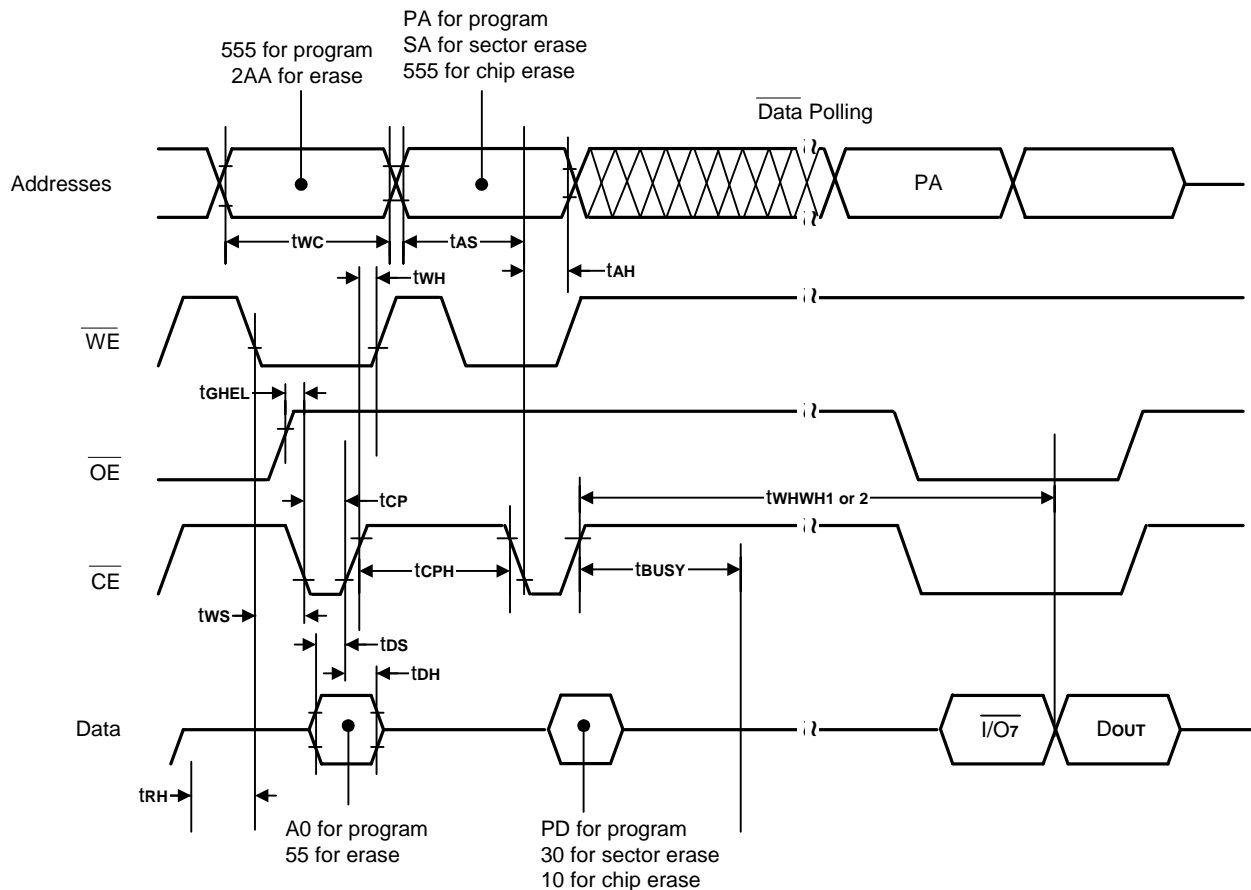 555 for program
2AA for erase
PA for program
SA for sector erase
555 for chip erase
Data Polling
Addresses
PA
tWC
tAS
tWH
tAH
WE
tGHEL
OE
tCP
tWHWH1 or 2
CE
tCPH
tBUSY
tWS
tDS
tDH
Data
I/O7
DOUT
tRH
A0 for program
55 for erase
PD for program
30 for sector erase
10 for chip erase